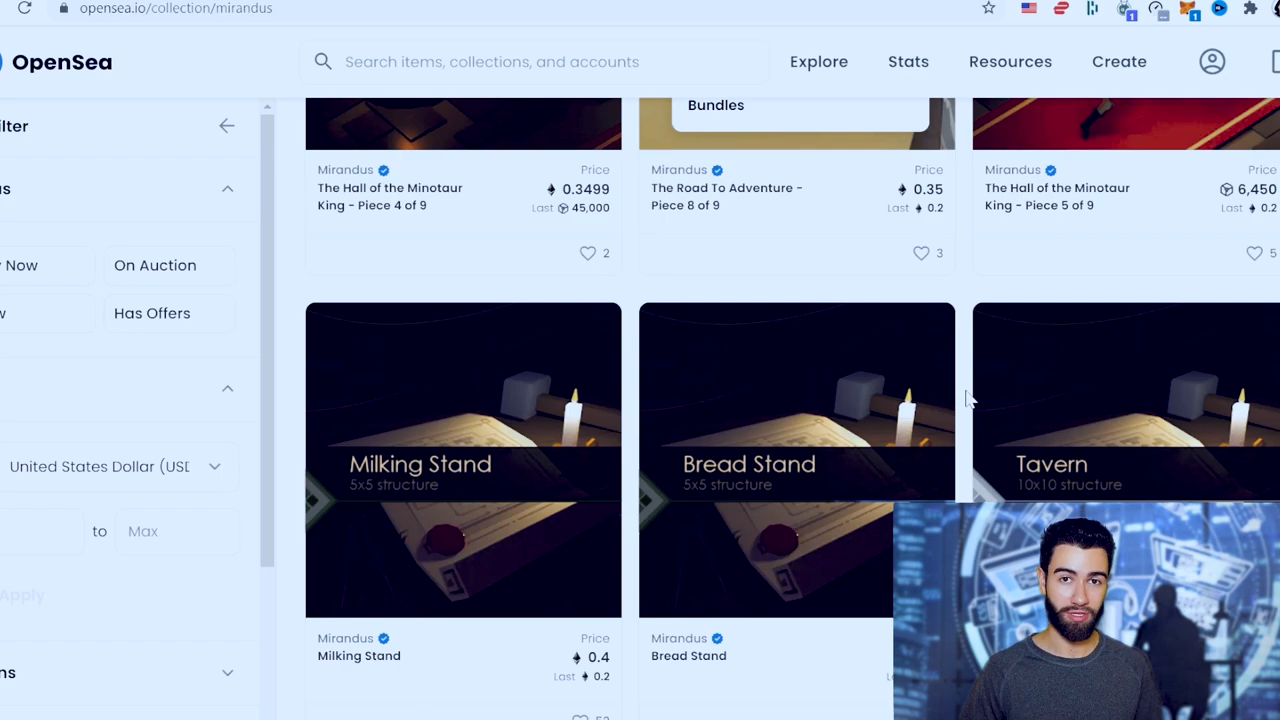 opensea.io/collection/mirandus
1
1
OpenSea
Search items, collections, and accounts
Explore
Stats
Resources
Create
ilter
s
Now
On Auction
w
Has Offers
United States Dollar (USD
to
Max
Apply
ns
Bundles
Mirandus
Price
The Hall of the Minotaur
King - Piece 4 of 9
0.3499
Last 45,000
2
Mirandus
Price
The Road To Adventure -
Piece 8 of 9
0.35
Last 0.2
3
Mirandus
Price
The Hall of the Minotaur
King - Piece 5 of 9
6,450
Last 0.2
5
Milking Stand
5x5 structure
Bread Stand
5x5 structure
Tavern
10x10 structure
Mirandus
Price
Milking Stand
0.4
Last 0.2
Mirandus
Bread Stand